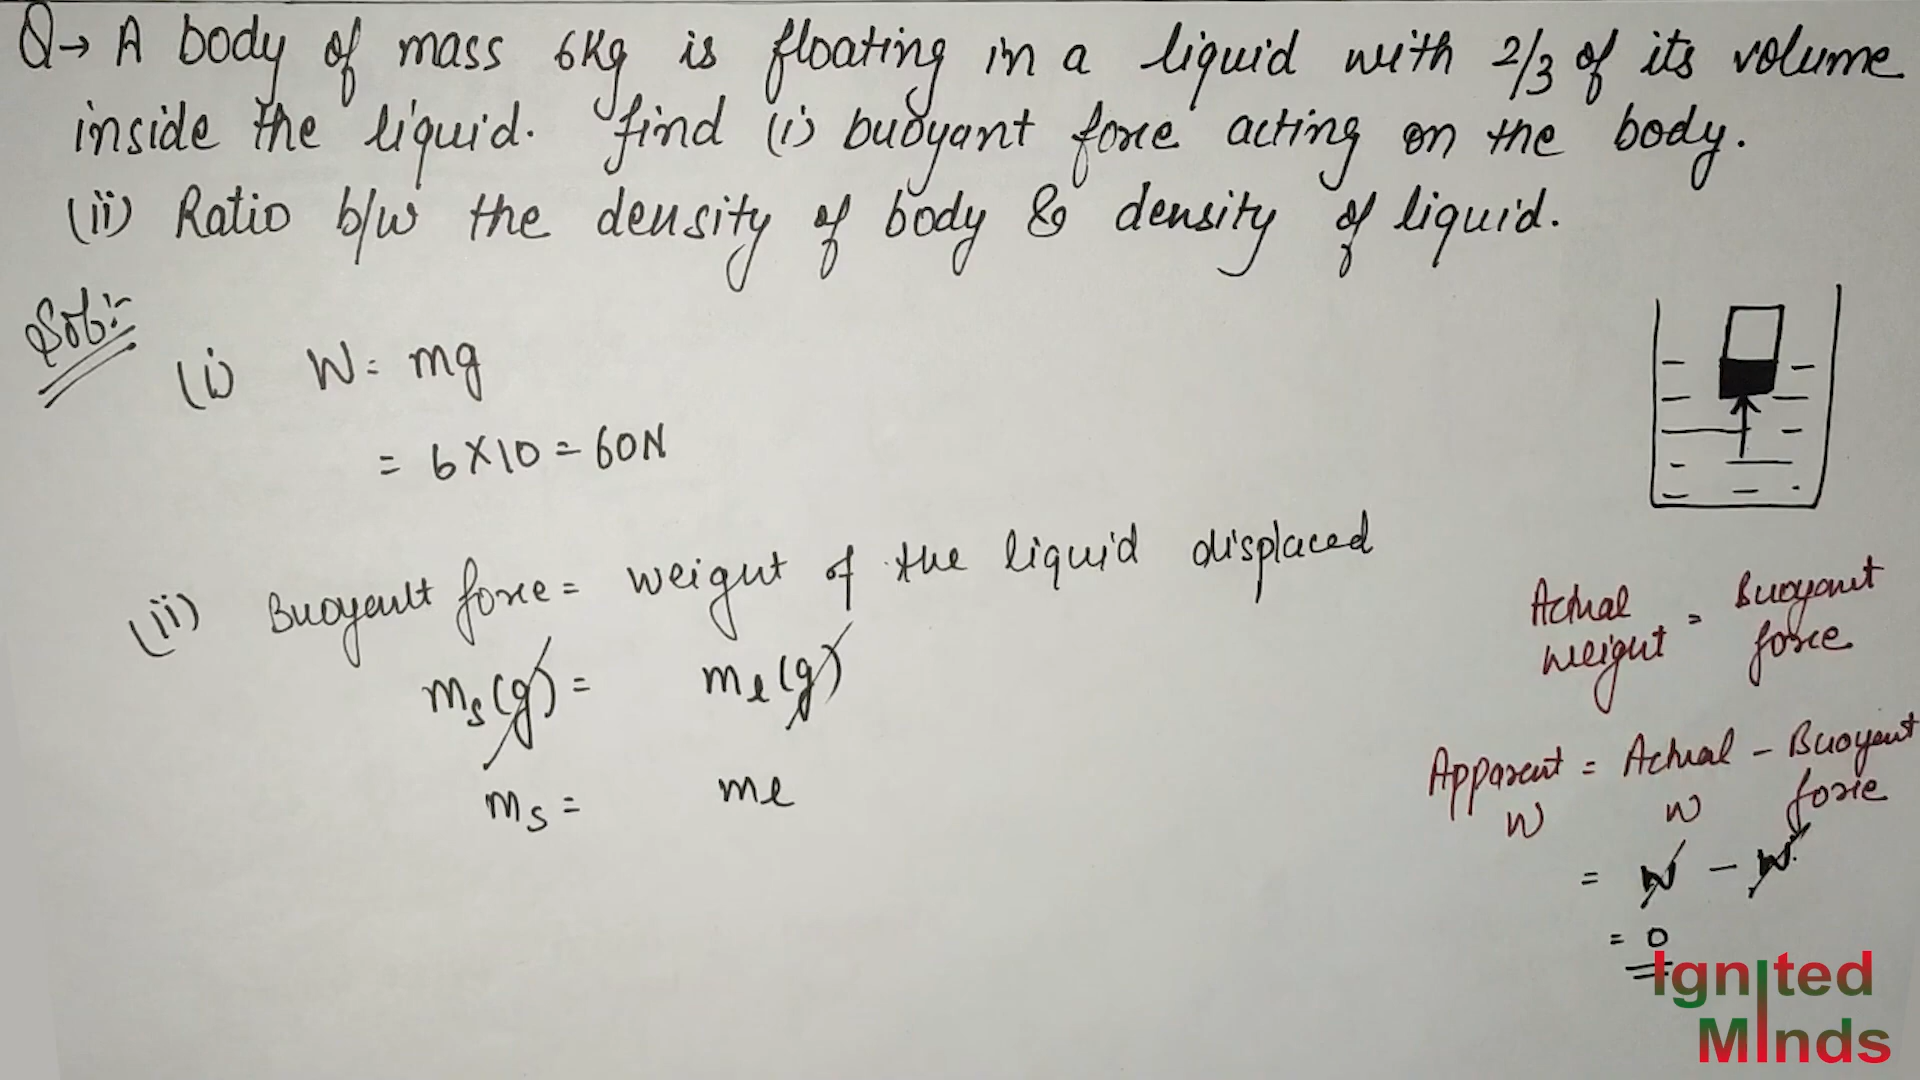 Q→ A body of mass 6Kg is floating in a liquid with 2/3 of its volume
inside the liquid. find (i) buoyant force acting on the body.
(ii) Ratio b/w the density of body & density of liquid.
Sol:-
(i) W = mg
= 6×10 = 60N
(ii) Buoyant force = weight of the liquid displaced
ms(g) = ml(g)
ms = ml
Actual weight = Buoyant force
Apparent W = Actual W - Buoyant force
= W - W
= 0
Ignited
Minds